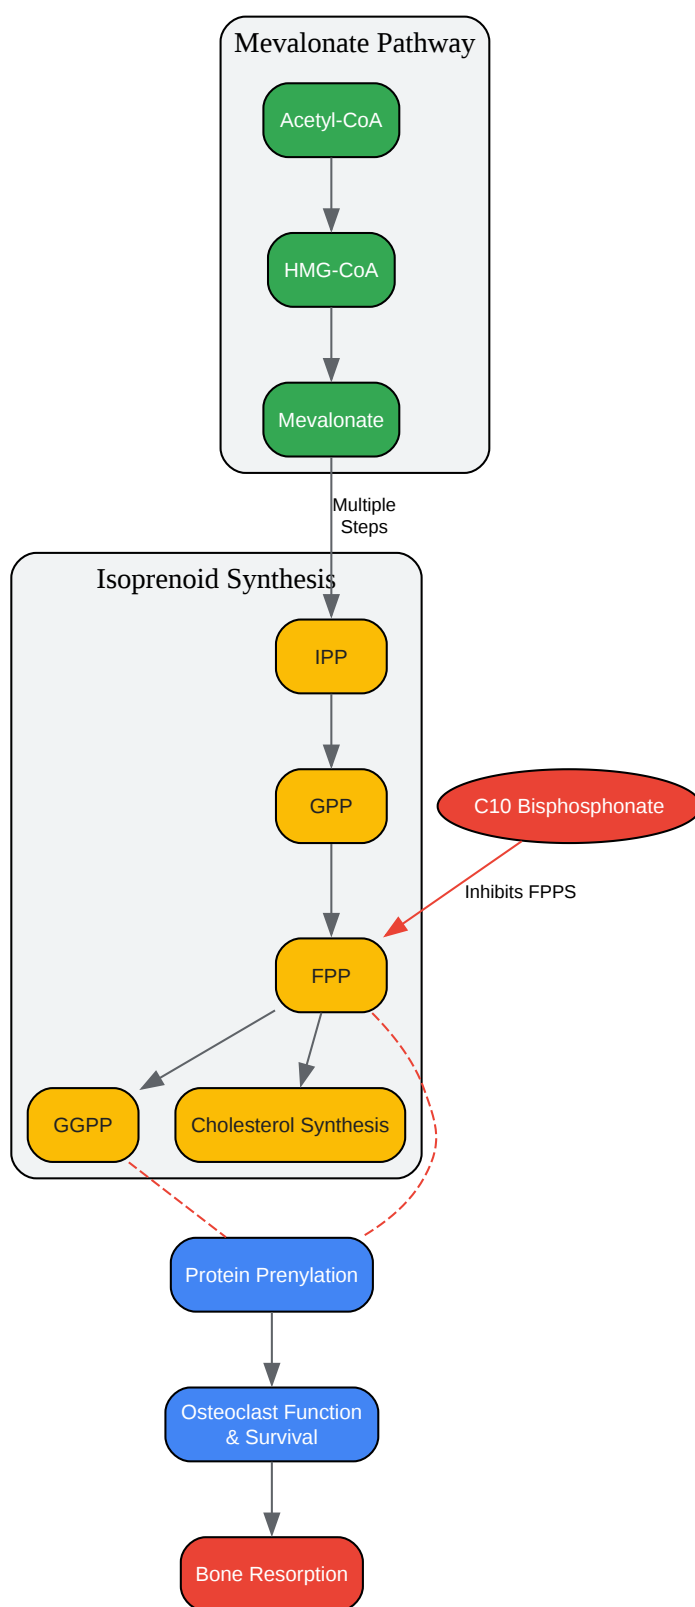 Mevalonate Pathway
Acetyl-CoA
HMG-CoA
Mevalonate
Multiple
Steps
Isoprenoid Synthesis
IPP
GPP
C10 Bisphosphonate
Inhibits FPPS
FPP
GGPP
Cholesterol Synthesis
Protein Prenylation
Osteoclast Function
& Survival
Bone Resorption